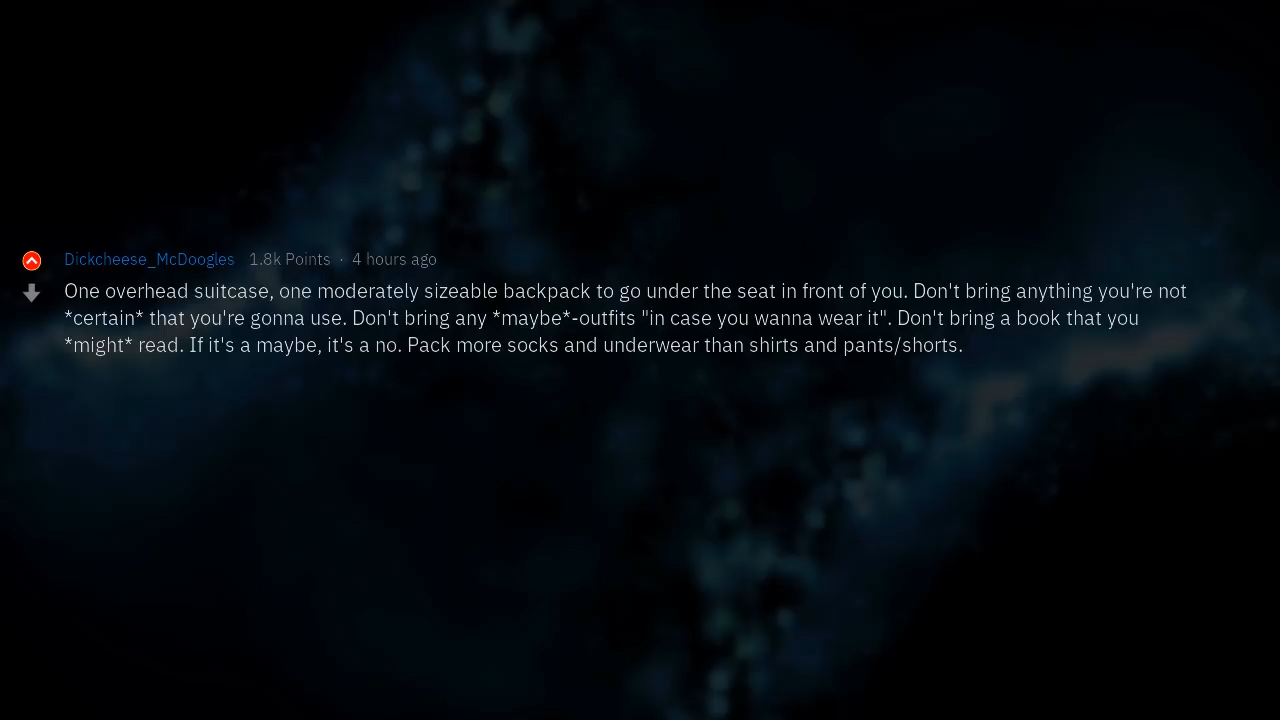 Dickcheese_McDoogles 1.8k Points · 4 hours ago
One overhead suitcase, one moderately sizeable backpack to go under the seat in front of you. Don't bring anything you're not
*certain* that you're gonna use. Don't bring any *maybe*-outfits "in case you wanna wear it". Don't bring a book that you
*might* read. If it's a maybe, it's a no. Pack more socks and underwear than shirts and pants/shorts.